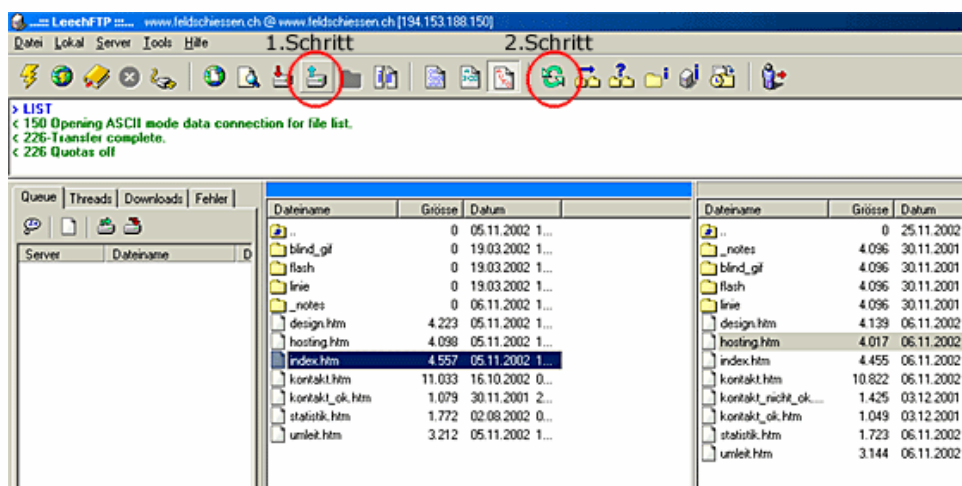 ...::: LeechFTP :::... www.feldschiessen.ch @ www.feldschiessen.ch [194.153.188.150]
Datei Lokal Server Tools Hilfe 1.Schritt 2.Schritt
> LIST
< 150 Opening ASCII mode data connection for file list.
< 226-Transfer complete.
< 226 Quotas off
Queue Threads Downloads Fehler
Server Dateiname D
Dateiname Grösse Datum
.. 0 05.11.2002 1...
blind_gif 0 19.03.2002 1...
flash 0 19.03.2002 1...
linie 0 19.03.2002 1...
_notes 0 06.11.2002 1...
design.htm 4.223 05.11.2002 1...
hosting.htm 4.098 05.11.2002 1...
index.htm 4.557 05.11.2002 1...
kontakt.htm 11.033 16.10.2002 0...
kontakt_ok.htm 1.079 30.11.2001 2...
statistik.htm 1.772 02.08.2002 0...
umleit.htm 3.212 05.11.2002 1...
Dateiname Grösse Datum
.. 0 25.11.2002
_notes 4.096 30.11.2001
blind_gif 4.096 30.11.2001
flash 4.096 30.11.2001
linie 4.096 30.11.2001
design.htm 4.139 06.11.2002
hosting.htm 4.017 06.11.2002
index.htm 4.455 06.11.2002
kontakt.htm 10.822 06.11.2002
kontakt_nicht_ok.... 1.425 03.12.2001
kontakt_ok.htm 1.049 03.12.2001
statistik.htm 1.723 06.11.2002
umleit.htm 3.144 06.11.2002